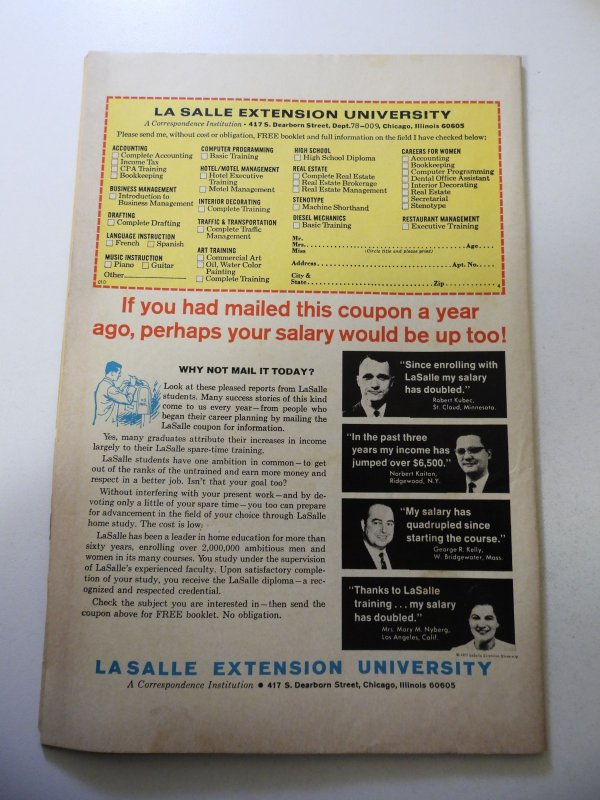 LA SALLE EXTENSION UNIVERSITY
A Correspondence Institution • 417 S. Dearborn Street, Dept. 78-009, Chicago, Illinois 60605
Please send me, without cost or obligation, FREE booklet and full information on the field I have checked below:
ACCOUNTING
Complete Accounting
Income Tax
CPA Training
Bookkeeping
BUSINESS MANAGEMENT
Introduction to
Business Management
DRAFTING
Complete Drafting
LANGUAGE INSTRUCTION
French Spanish
MUSIC INSTRUCTION
Piano Guitar
Other
010
COMPUTER PROGRAMMING
Basic Training
HOTEL/MOTEL MANAGEMENT
Hotel Executive
Training
Motel Management
INTERIOR DECORATING
Complete Training
TRAFFIC & TRANSPORTATION
Complete Traffic
Management
ART TRAINING
Commercial Art
Oil, Water Color
Painting
Complete Training
HIGH SCHOOL
High School Diploma
REAL ESTATE
Complete Real Estate
Real Estate Brokerage
Real Estate Management
STENOTYPE
Machine Shorthand
DIESEL MECHANICS
Basic Training
CAREERS FOR WOMEN
Accounting
Bookkeeping
Computer Programming
Dental Office Assistant
Interior Decorating
Real Estate
Secretarial
Stenotype
RESTAURANT MANAGEMENT
Executive Training
Mr.
Mrs. Age
Miss (Circle title and please print)
Address Apt. No.
City &
State Zip
4
If you had mailed this coupon a year
ago, perhaps your salary would be up too!
WHY NOT MAIL IT TODAY?
Look at these pleased reports from LaSalle
students. Many success stories of this kind
come to us every year—from people who
began their career planning by mailing the
LaSalle coupon for information.
Yes, many graduates attribute their increases in income
largely to their LaSalle spare-time training.
LaSalle students have one ambition in common—to get
out of the ranks of the untrained and earn more money and
respect in a better job. Isn't that your goal too?
Without interfering with your present work—and by de-
voting only a little of your spare time—you too can prepare
for advancement in the field of your choice through LaSalle
home study. The cost is low.
LaSalle has been a leader in home education for more than
sixty years, enrolling over 2,000,000 ambitious men and
women in its many courses. You study under the supervision
of LaSalle's experienced faculty. Upon satisfactory comple-
tion of your study, you receive the LaSalle diploma—a rec-
ognized and respected credential.
Check the subject you are interested in—then send the
coupon above for FREE booklet. No obligation.
"Since enrolling with
LaSalle my salary
has doubled."
Robert Kubec,
St. Cloud, Minnesota.
"In the past three
years my income has
jumped over $6,500."
Norbert Kaitan,
Ridgewood, N.Y.
"My salary has
quadrupled since
starting the course."
George R. Kelly,
W. Bridgewater, Mass.
"Thanks to LaSalle
training . . . my salary
has doubled."
Mrs. Mary M. Nyberg,
Los Angeles, Calif.
LA SALLE EXTENSION UNIVERSITY
A Correspondence Institution • 417 S. Dearborn Street, Chicago, Illinois 60605